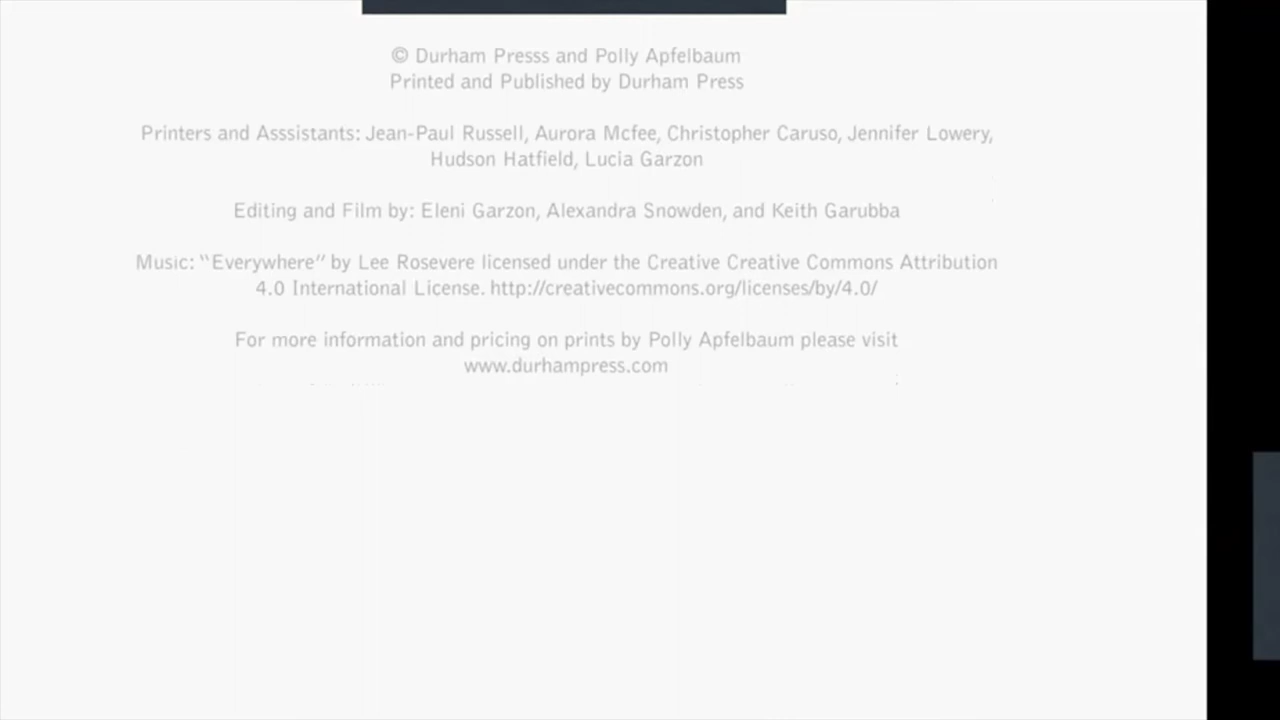 © Durham Presss and Polly Apfelbaum
Printed and Published by Durham Press
Printers and Asssistants: Jean-Paul Russell, Aurora Mcfee, Christopher Caruso, Jennifer Lowery,
Hudson Hatfield, Lucia Garzon
Editing and Film by: Eleni Garzon, Alexandra Snowden, and Keith Garubba
Music: “Everywhere” by Lee Rosevere licensed under the Creative Creative Commons Attribution
4.0 International License. http://creativecommons.org/licenses/by/4.0/
For more information and pricing on prints by Polly Apfelbaum please visit
www.durhampress.com